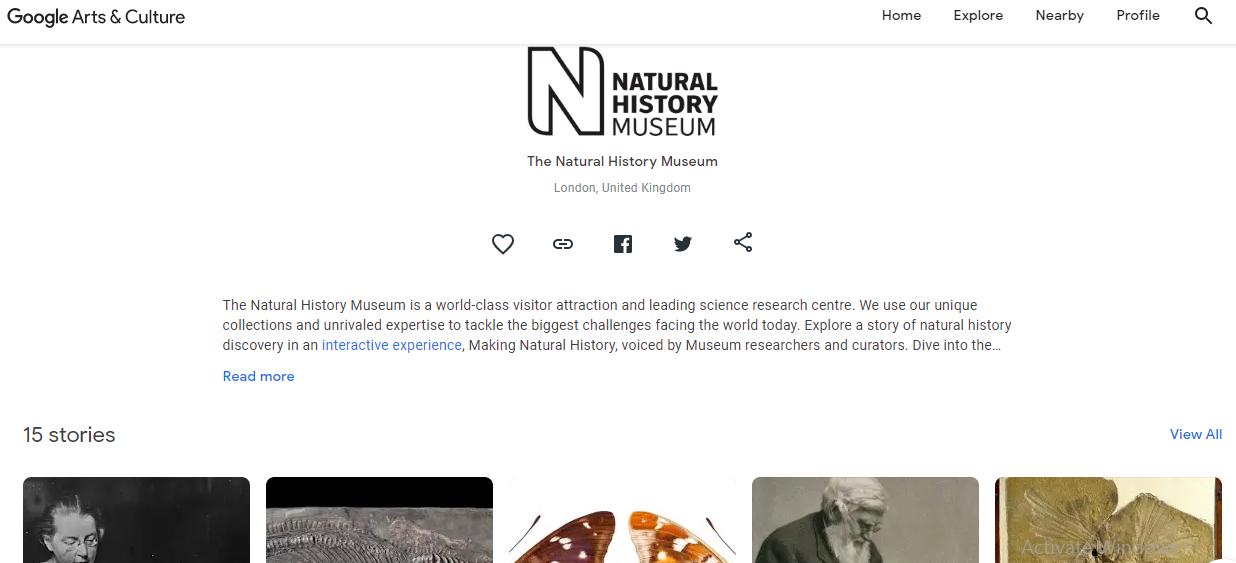 Google Arts & Culture
Home Explore Nearby Profile
NATURAL
HISTORY
MUSEUM
The Natural History Museum
London, United Kingdom
The Natural History Museum is a world-class visitor attraction and leading science research centre. We use our unique
collections and unrivaled expertise to tackle the biggest challenges facing the world today. Explore a story of natural history
discovery in an interactive experience, Making Natural History, voiced by Museum researchers and curators. Dive into the…
Read more
15 stories
View All
Activate Windows